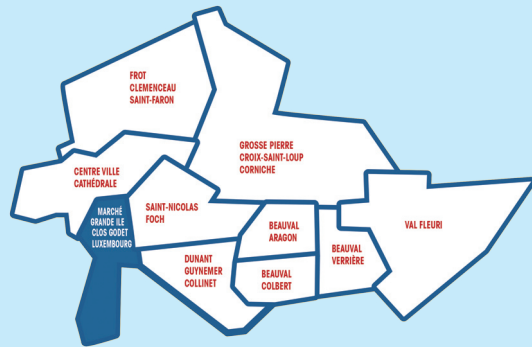 FROT
CLEMENCEAU
SAINT-FARON
GROSSE PIERRE
CROIX-SAINT-LOUP
CORNICHE
CENTRE VILLE
CATHÉDRALE
MARCHÉ
GRANDE ILE
CLOS GODET
LUXEMBOURG
SAINT-NICOLAS
FOCH
BEAUVAL
ARAGON
VAL FLEURI
DUNANT
GUYNEMER
COLLINET
BEAUVAL
COLBERT
BEAUVAL
VERRIÈRE